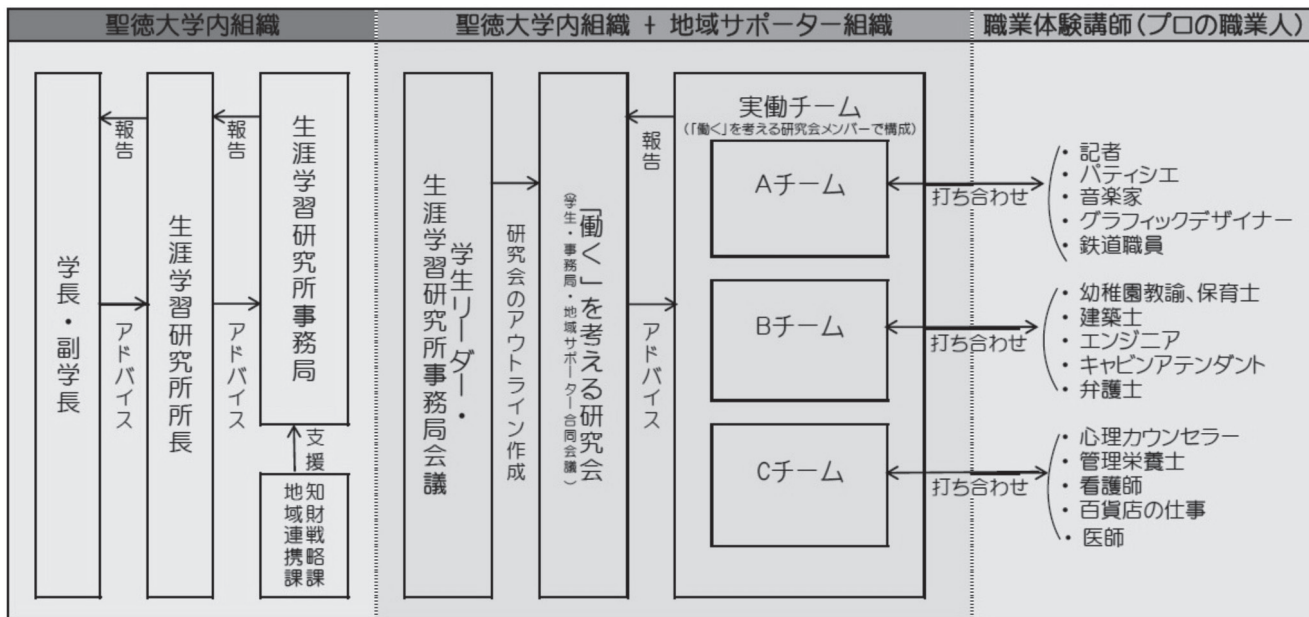 聖徳大学内組織
聖徳大学内組織 + 地域サポーター組織
職業体験講師(プロの職業人)
学長・副学長
報告
アドバイス
生涯学習研究所所長
報告
アドバイス
生涯学習研究所事務局
支援
知財戦略課
地域連携課
学生リーダー・
生涯学習研究所事務局会議
研究会のアウトライン作成
「働く」を考える研究会
(学生・事務局・地域サポーター合同会議)
報告
アドバイス
実働チーム
(「働く」を考える研究会メンバーで構成)
Aチーム
Bチーム
Cチーム
打ち合わせ
打ち合わせ
打ち合わせ
・ 記者
・ パティシエ
・ 音楽家
・ グラフィックデザイナー
・ 鉄道職員
・ 幼稚園教諭、保育士
・ 建築士
・ エンジニア
・ キャビンアテンダント
・ 弁護士
・ 心理カウンセラー
・ 管理栄養士
・ 看護師
・ 百貨店の仕事
・ 医師